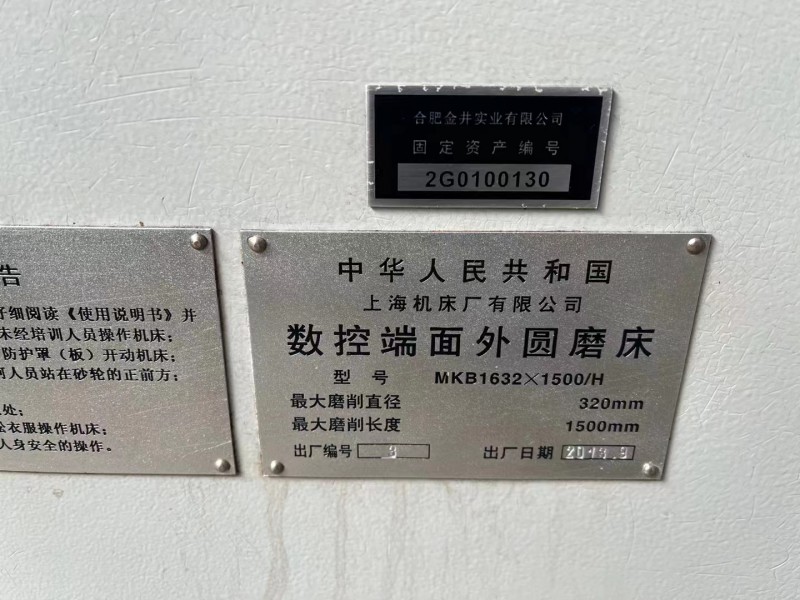 合肥金井实业有限公司
固定资产编号
2G0100130
告
仔细阅读《使用说明书》并
未经培训人员操作机床；
防护罩（板）开动机床；
何人员站在砂轮的正前方；
处；
松衣服操作机床；
人身安全的操作。
中华人民共和国
上海机床厂有限公司
数控端面外圆磨床
型号 MKB1632×1500/H
最大磨削直径 320mm
最大磨削长度 1500mm
出厂编号 3
出厂日期 2013.9